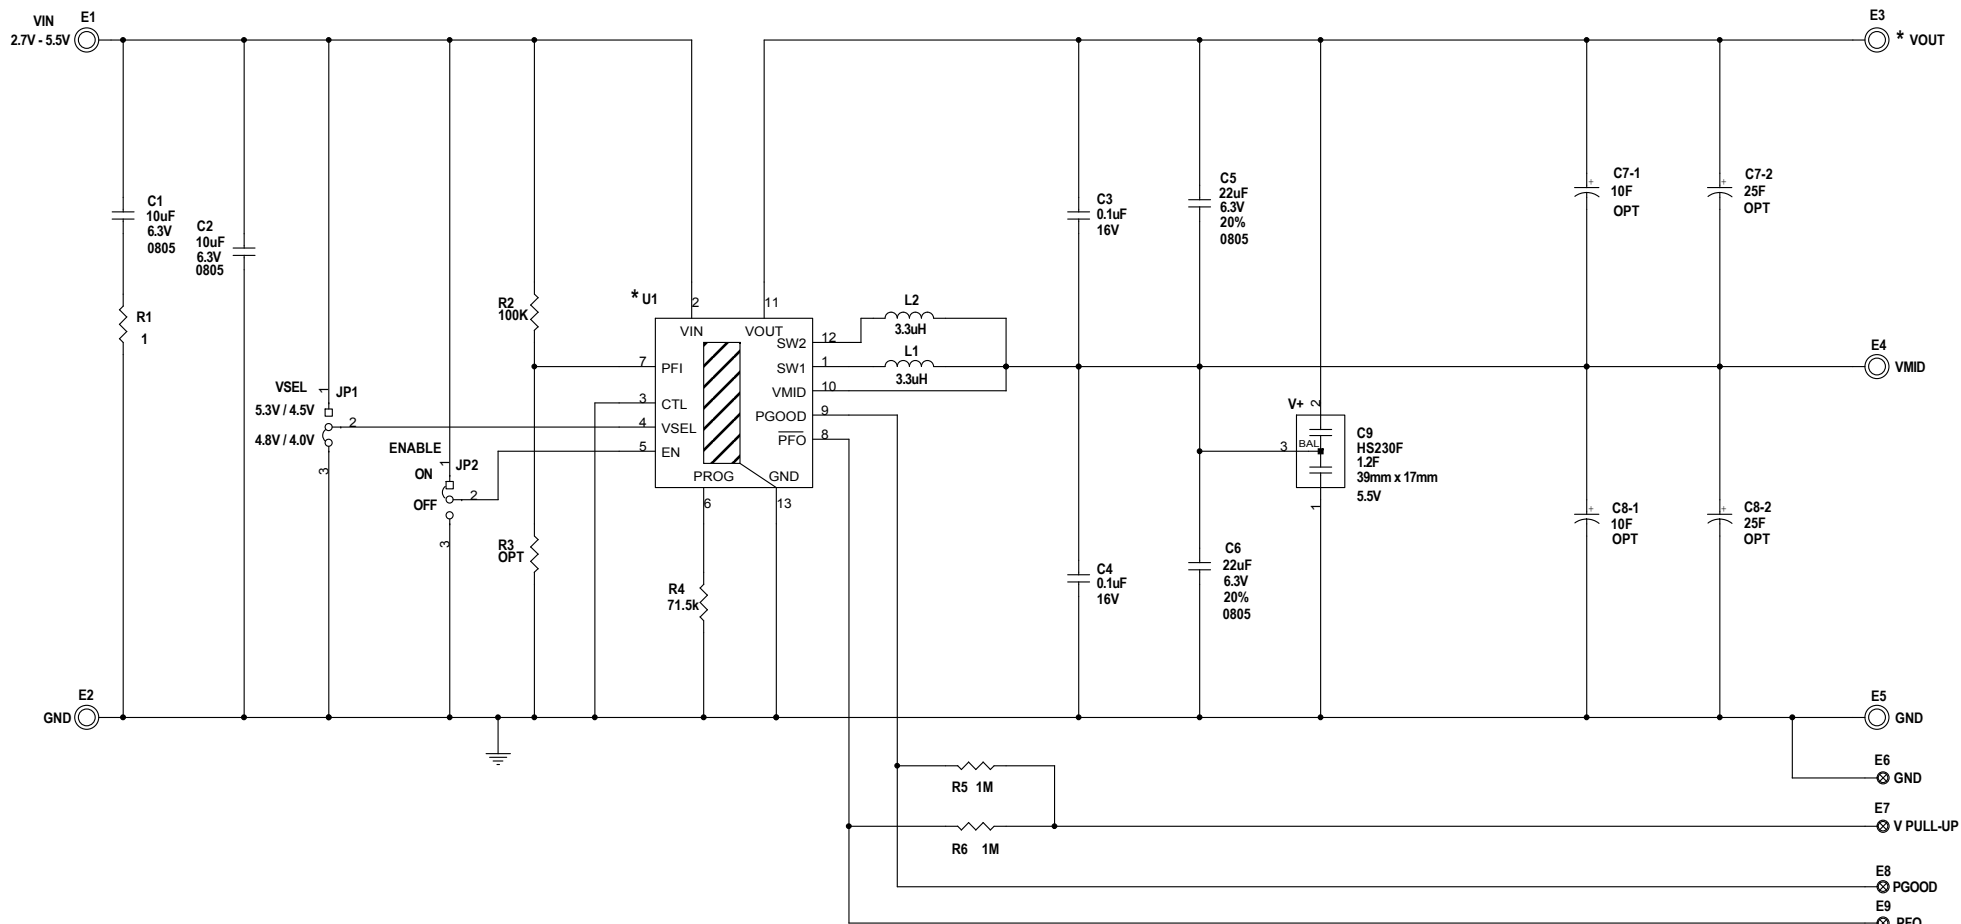 VIN
2.7V - 5.5V
E1
E3
* VOUT
C1
10uF
6.3V
0805
C2
10uF
6.3V
0805
R1
1
VSEL
5.3V / 4.5V
4.8V / 4.0V
1
JP1
2
3
ENABLE
ON
OFF
1
JP2
2
3
R2
100K
R3
OPT
R4
71.5k
* U1
2
11
VIN
VOUT
7
PFI
3
CTL
4
VSEL
5
EN
PROG
GND
6
13
SW2
12
SW1
1
VMID
10
PGOOD
9
PFO
8
L2
3.3uH
L1
3.3uH
C3
0.1uF
16V
C5
22uF
6.3V
20%
0805
C4
0.1uF
16V
C6
22uF
6.3V
20%
0805
V+
2
3
BAL
1
C9
HS230F
1.2F
39mm x 17mm
5.5V
+
C7-1
10F
OPT
+
C7-2
25F
OPT
E4
VMID
+
C8-1
10F
OPT
+
C8-2
25F
OPT
E2
GND
E5
GND
E6
GND
R5 1M
E7
V PULL-UP
R6 1M
E8
PGOOD
E9
PFO